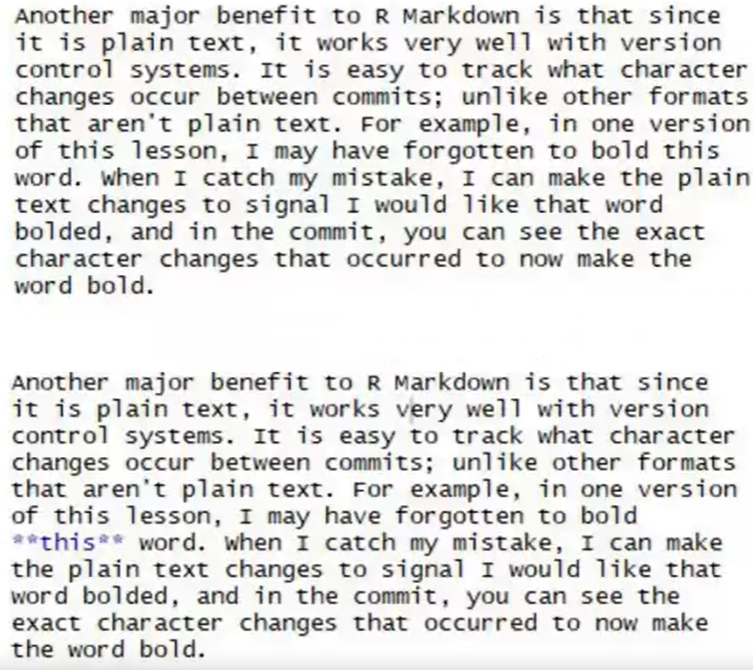 Another major benefit to R Markdown is that since
it is plain text, it works very well with version
control systems. It is easy to track what character
changes occur between commits; unlike other formats
that aren't plain text. For example, in one version
of this lesson, I may have forgotten to bold this
word. When I catch my mistake, I can make the plain
text changes to signal I would like that word
bolded, and in the commit, you can see the exact
character changes that occurred to now make the
word bold.
Another major benefit to R Markdown is that since
it is plain text, it works very well with version
control systems. It is easy to track what character
changes occur between commits; unlike other formats
that aren't plain text. For example, in one version
of this lesson, I may have forgotten to bold
**this** word. When I catch my mistake, I can make
the plain text changes to signal I would like that
word bolded, and in the commit, you can see the
exact character changes that occurred to now make
the word bold.